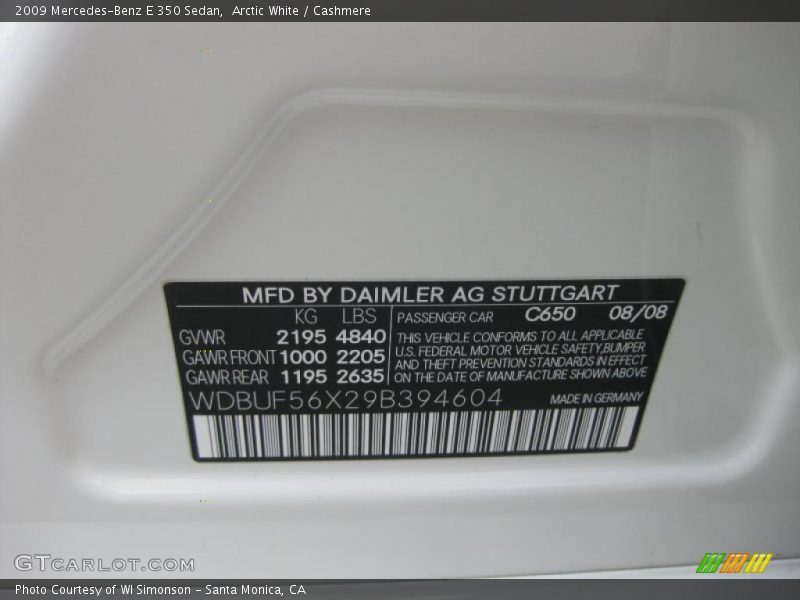 2009 Mercedes-Benz E 350 Sedan, Arctic White / Cashmere
MFD BY DAIMLER AG STUTTGART
KG LBS PASSENGER CAR C650 08/08
GVWR 2195 4840 THIS VEHICLE CONFORMS TO ALL APPLICABLE
GAWR FRONT 1000 2205 U.S. FEDERAL MOTOR VEHICLE SAFETY,BUMPER
AND THEFT PREVENTION STANDARDS IN EFFECT
GAWR REAR 1195 2635 ON THE DATE OF MANUFACTURE SHOWN ABOVE
WDBUF56X29B394604 MADE IN GERMANY
GTCARLOT.COM
Photo Courtesy of WI Simonson - Santa Monica, CA